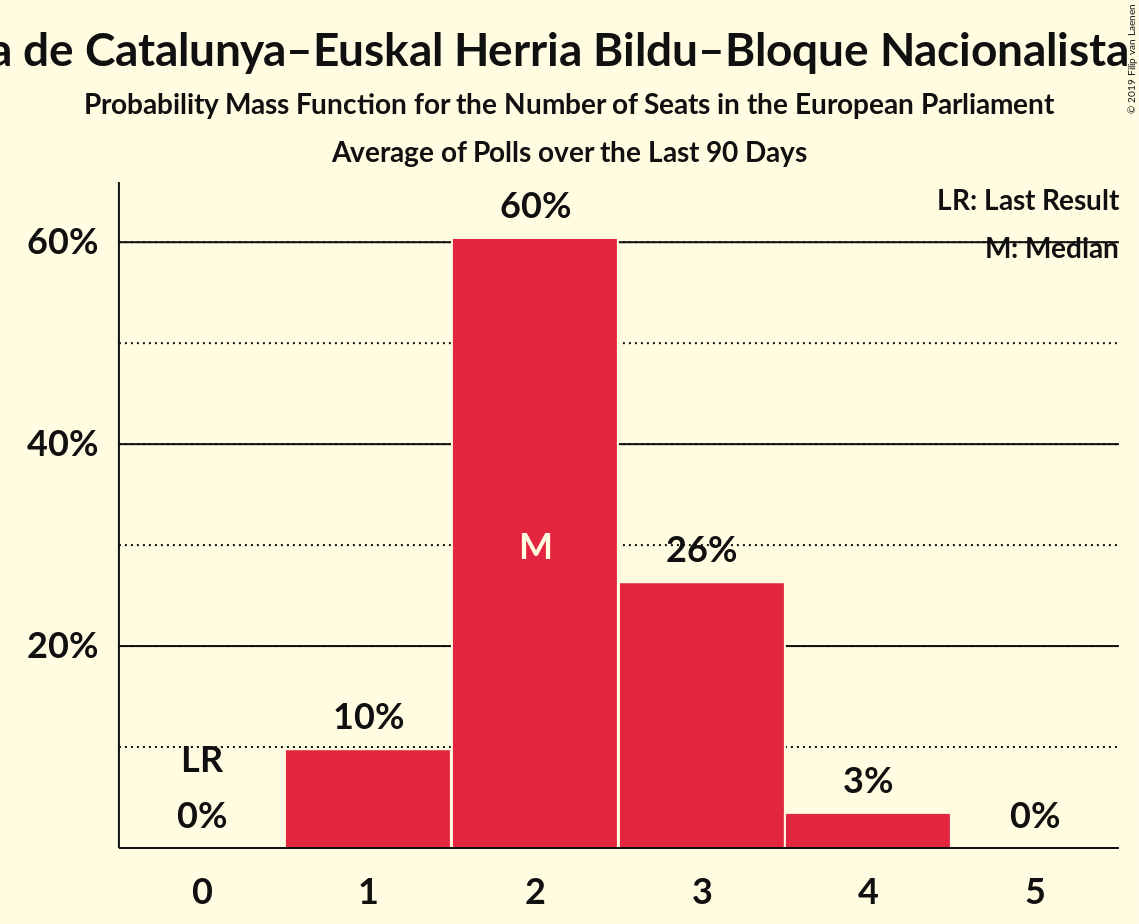 a de Catalunya–Euskal Herria Bildu–Bloque Nacionalista
© 2019 Filip van Laenen
Probability Mass Function for the Number of Seats in the European Parliament
Average of Polls over the Last 90 Days
LR: Last Result
M: Median
60%
40%
20%
LR
0%
10%
60%
M
26%
3%
0%
0 1 2 3 4 5